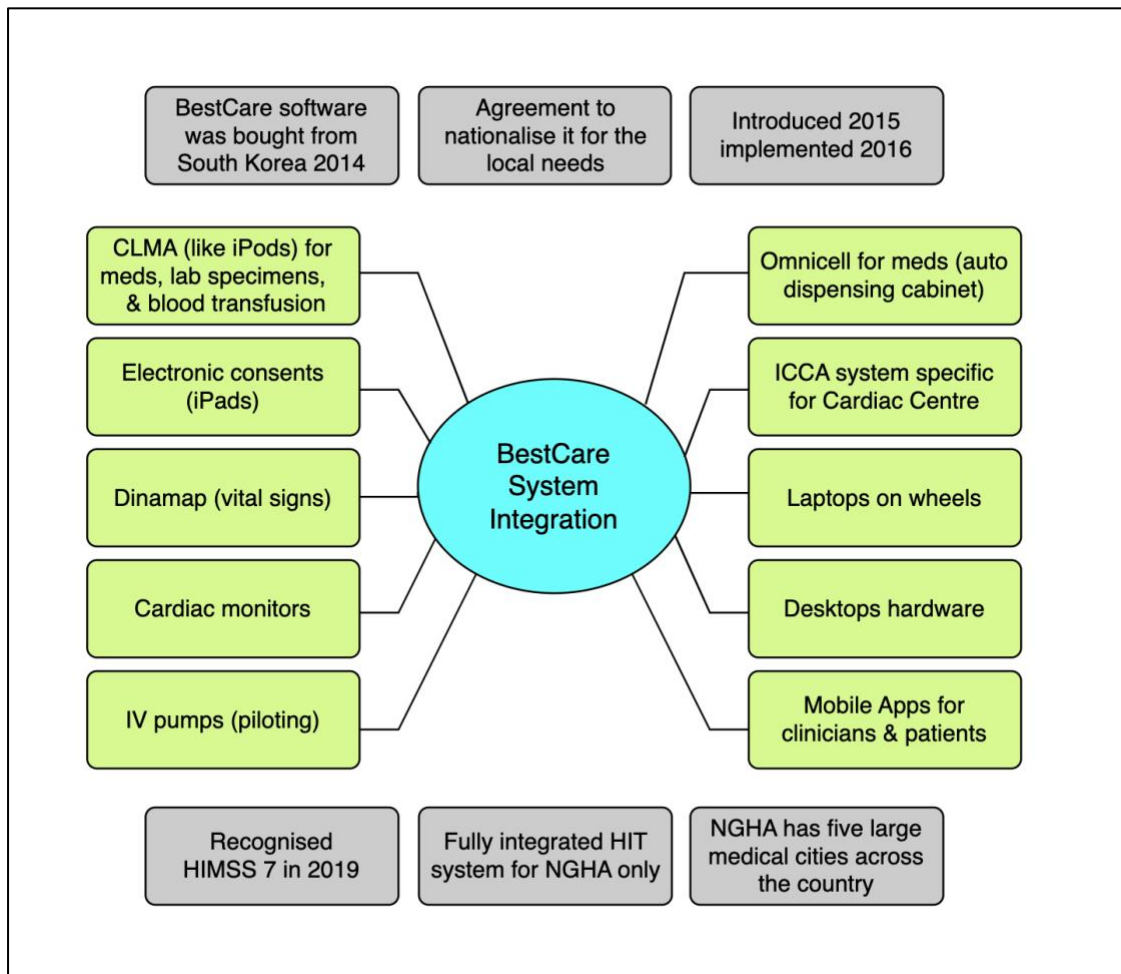 BestCare software
was bought from
South Korea 2014
Agreement to
nationalise it for the
local needs
Introduced 2015
implemented 2016
CLMA (like iPods) for
meds, lab specimens,
& blood transfusion
Electronic consents
(iPads)
Dinamap (vital signs)
Cardiac monitors
IV pumps (piloting)
BestCare
System
Integration
Omnicell for meds (auto
dispensing cabinet)
ICCA system specific
for Cardiac Centre
Laptops on wheels
Desktops hardware
Mobile Apps for
clinicians & patients
Recognised
HIMSS 7 in 2019
Fully integrated HIT
system for NGHA only
NGHA has five large
medical cities across
the country